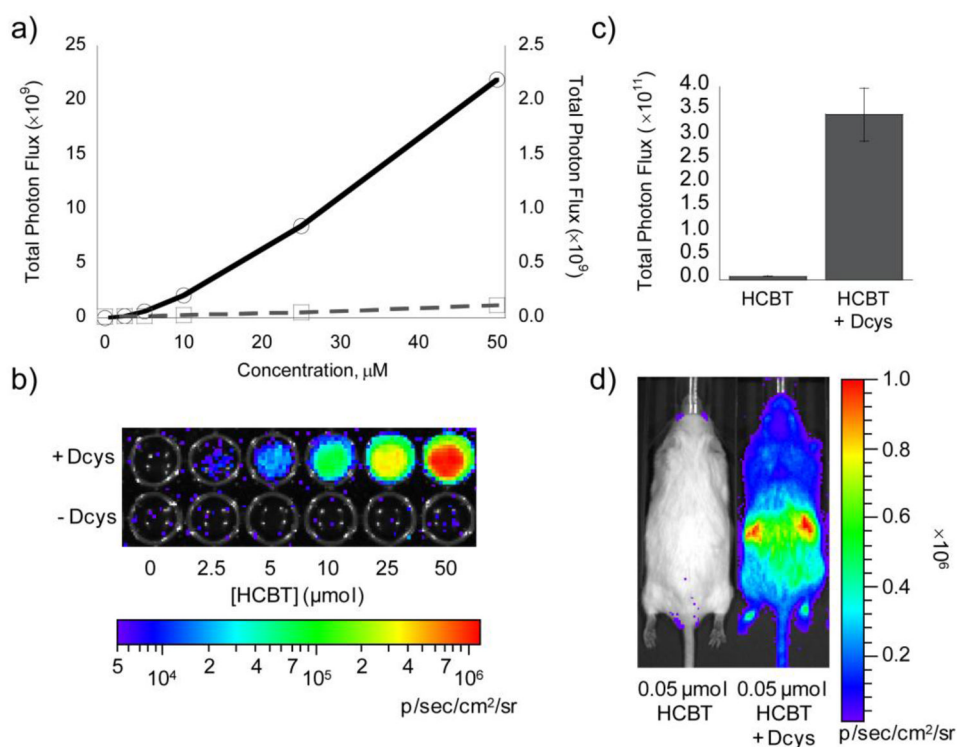 a)
25
20
15
10
5
0
Total Photon Flux (×10⁹)
2.5
2.0
1.5
1.0
0.5
0.0
Total Photon Flux (×10⁹)
0 10 20 30 40 50
Concentration, μM
b)
+ Dcys
- Dcys
0 2.5 5 10 25 50
[HCBT] (μmol)
5 10⁴ 2 4 7 10⁵ 2 4 7 10⁶
p/sec/cm²/sr
c)
4.0
3.5
3.0
2.5
2.0
1.5
1.0
0.5
0.0
Total Photon Flux ( ×10¹¹)
HCBT HCBT
+ Dcys
d)
1.0
0.8
0.6
0.4
0.2
×10⁶
0.05 μmol 0.05 μmol
HCBT HCBT
+ Dcys
p/sec/cm²/sr